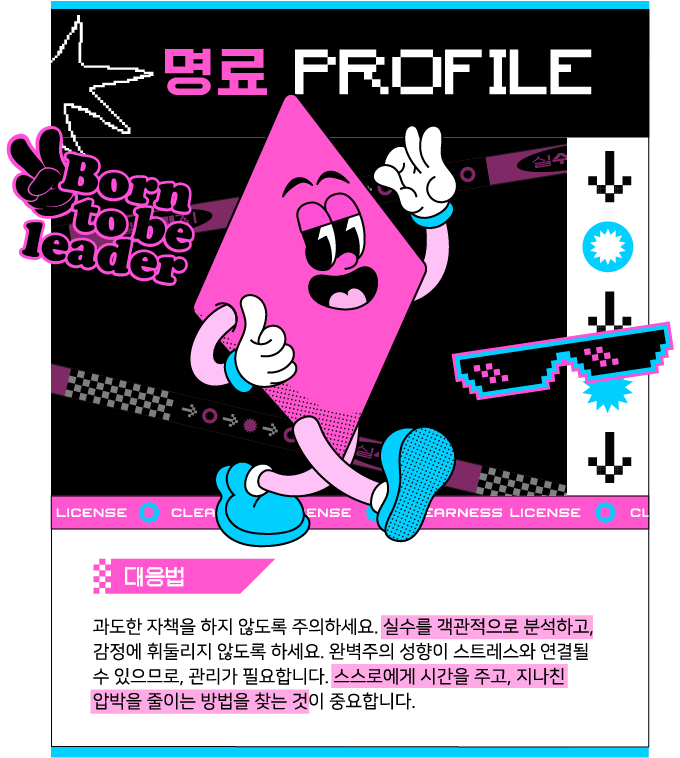 명료 PROFILE
Born
to be
leader
실수
실수
LICENSE CLEA ENSE EARNESS LICENSE CL
대응법
과도한 자책을 하지 않도록 주의하세요. 실수를 객관적으로 분석하고,
감정에 휘둘리지 않도록 하세요. 완벽주의 성향이 스트레스와 연결될
수 있으므로, 관리가 필요합니다. 스스로에게 시간을 주고, 지나친
압박을 줄이는 방법을 찾는 것이 중요합니다.